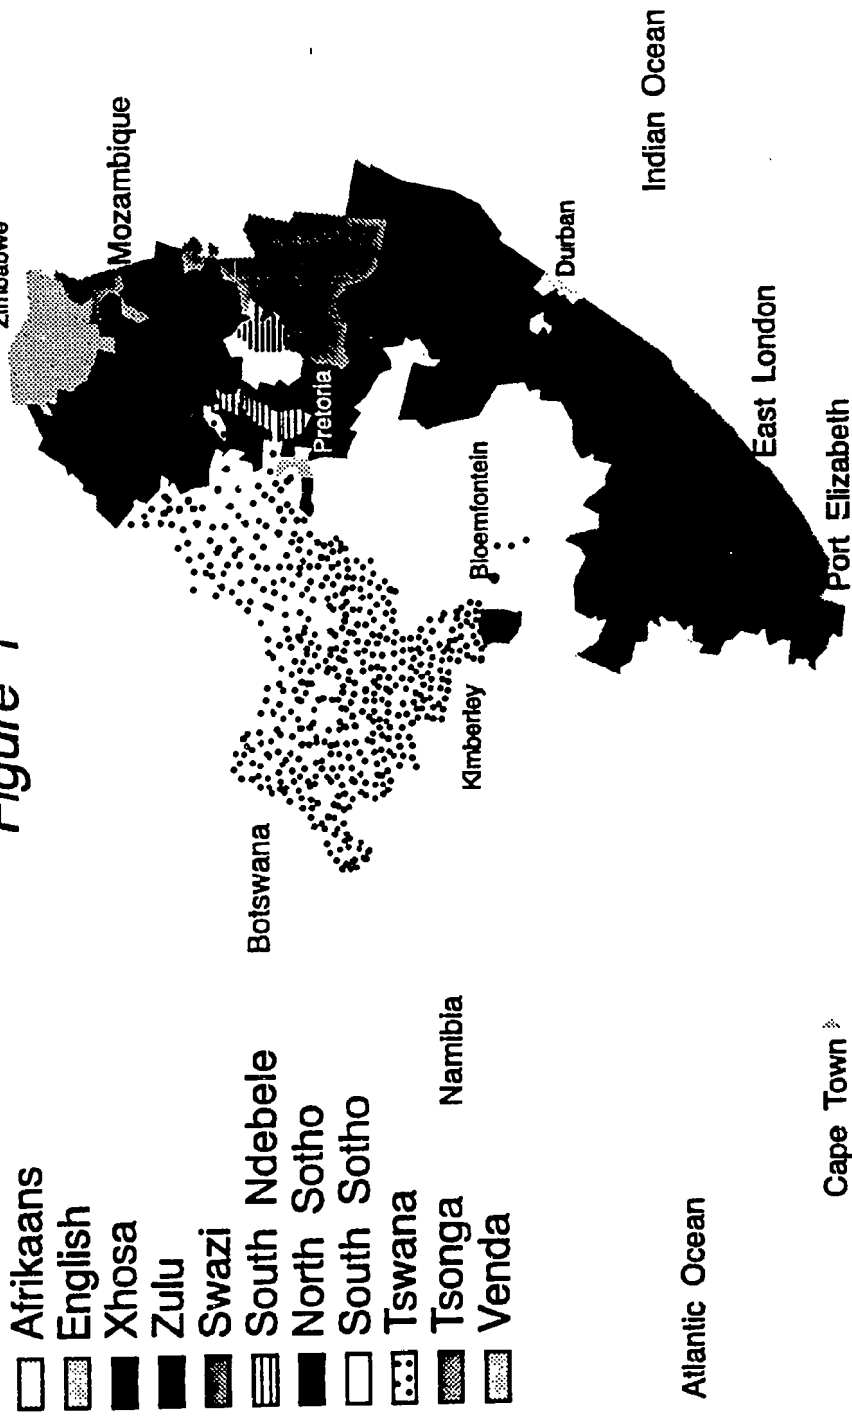 Figure 1
Afrikaans
English
Xhosa
Zulu
Swazi
South Ndebele
North Sotho
South Sotho
Tswana
Tsonga
Venda
Zimbabwe
Mozambique
Botswana
Pretoria
Namibia
Kimberley
Bloemfontein
Durban
Indian Ocean
Atlantic Ocean
East London
Cape Town
Port Elizabeth